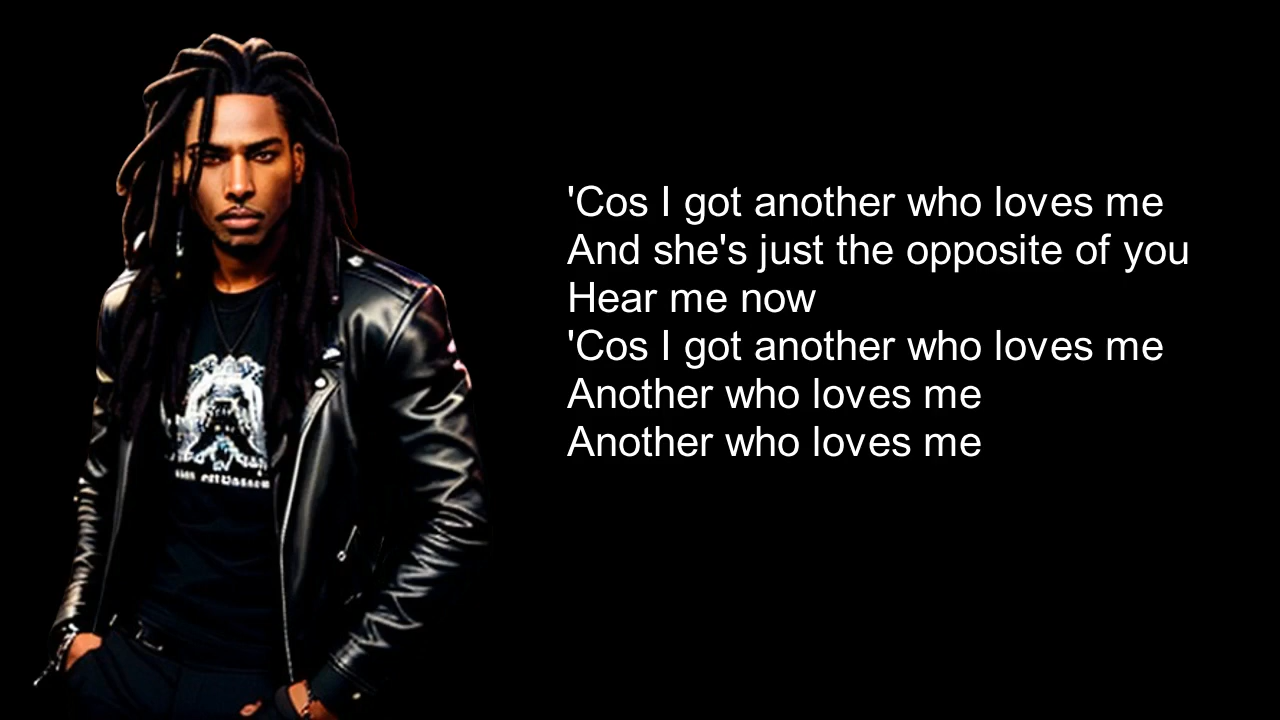 'Cos I got another who loves me
And she's just the opposite of you
Hear me now
'Cos I got another who loves me
Another who loves me
Another who loves me